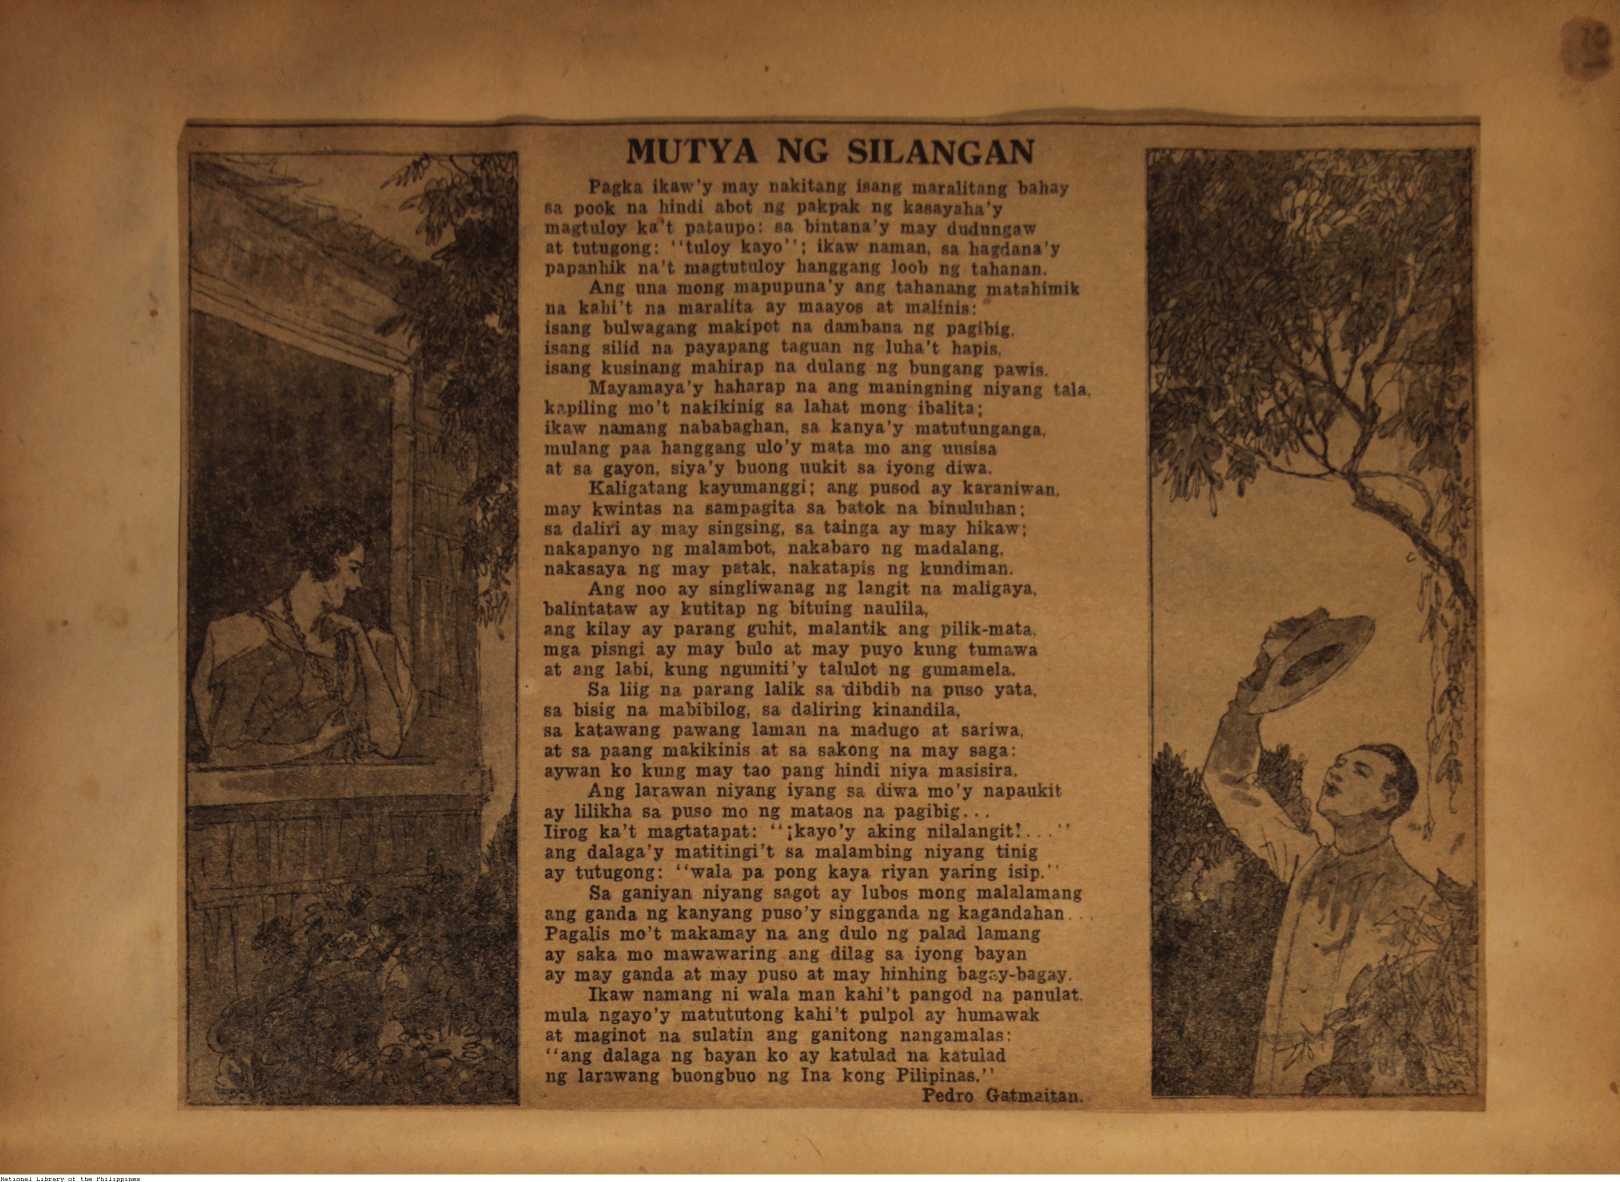 MUTYA NG SILANGAN
Pagka ikaw'y may nakitang isang maralitang bahay
sa pook na hindi abot ng pakpak ng kasayaha'y
magtuloy ka't pataupo: sa bintana'y may dudungaw
at tutugong: "tuloy kayo"; ikaw naman, sa hagdana'y
papanhik na't magtutuloy hanggang loob ng tahanan.
Ang una mong mapupuna'y ang tahanang matahimik
na kahi't na maralita ay maayos at malinis:
isang bulwagang makipot na dambana ng pagibig,
isang silid na payapang taguan ng luha't hapis,
isang kusinang mahirap na dulang ng bungang pawis.
Mayamaya'y haharap na ang maningning niyang tala,
kapiling mo't nakikinig sa lahat mong ibalita;
ikaw namang nababaghan, sa kanya'y matutunganga,
mulang paa hanggang ulo'y mata mo ang uusisa
at sa gayon, siya'y buong uukit sa iyong diwa.
Kaligatang kayumanggi; ang pusod ay karaniwan,
may kwintas na sampagita sa batok na binuluhan;
sa daliri ay may singsing, sa tainga ay may hikaw;
nakapanyo ng malambot, nakabaro ng madalang,
nakasaya ng may patak, nakatapis ng kundiman.
Ang noo ay singliwanag ng langit na maligaya,
balintataw ay kutitap ng bituing naulila,
ang kilay ay parang guhit, malantik ang pilik-mata,
mga pisngi ay may bulo at may puyo kung tumawa
at ang labi, kung ngumiti'y talulot ng gumamela.
Sa liig na parang lalik sa dibdib na puso yata,
sa bisig na mabibilog, sa daliring kinandila,
sa katawang pawang laman na madugo at sariwa,
at sa paang makikinis at sa sakong na may saga:
aywan ko kung may tao pang hindi niya masisira.
Ang larawan niyang iyang sa diwa mo'y napaukit
ay lilikha sa puso mo ng mataos na pagibig...
Iirog ka't magtatapat: "¡kayo'y aking nilalangit!..."
ang dalaga'y matitingi't sa malambing niyang tinig
ay tutugong: "wala pa pong kaya riyan yaring isip."
Sa ganiyan niyang sagot ay lubos mong malalamang
ang ganda ng kanyang puso'y singganda ng kagandahan...
Pagalis mo't makamay na ang dulo ng palad lamang
ay saka mo mawawaring ang dilag sa iyong bayan
ay may ganda at may puso at may hinhing bagay-bagay.
Ikaw namang ni wala man kahi't pangod na panulat,
mula ngayo'y matututong kahi't pulpol ay humawak
at maginot na sulatin ang ganitong nangamalas:
"ang dalaga ng bayan ko ay katulad na katulad
ng larawang buongbuo ng Ina kong Pilipinas."
Pedro Gatmaitan.
National Library of the Philippines